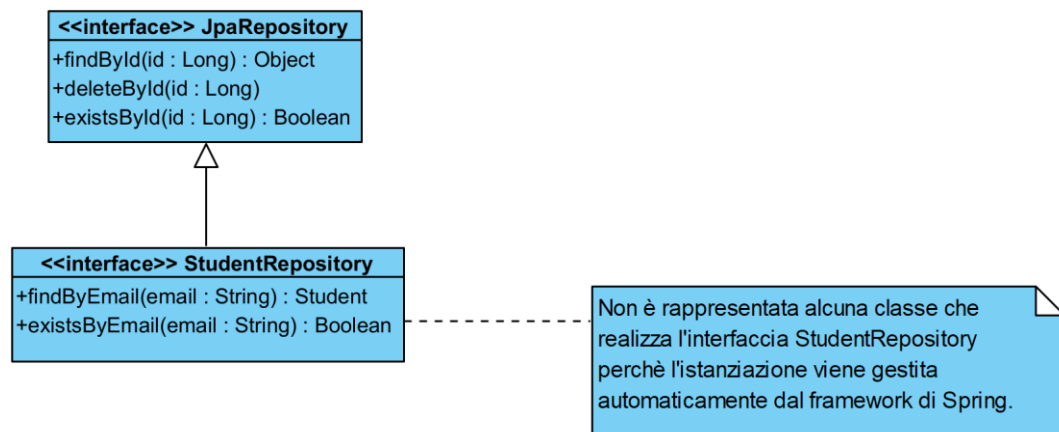 <<interface>> JpaRepository
+findById(id : Long) : Object
+deleteById(id : Long)
+existsById(id : Long) : Boolean
<<interface>> StudentRepository
+findByEmail(email : String) : Student
+existsByEmail(email : String) : Boolean
Non è rappresentata alcuna classe che
realizza l'interfaccia StudentRepository
perchè l'istanziazione viene gestita
automaticamente dal framework di Spring.